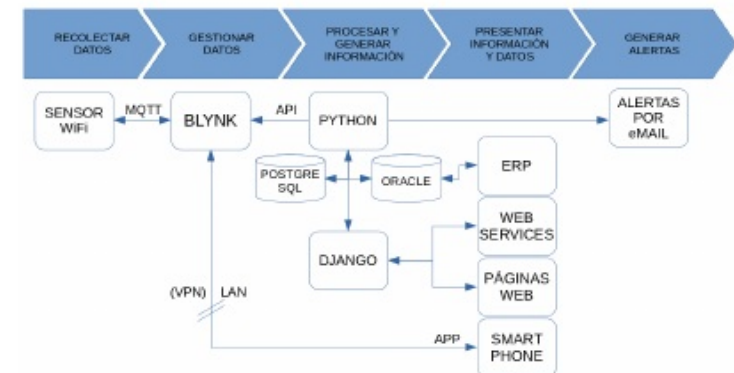 RECOLECTAR
DATOS
GESTIONAR
DATOS
PROCESAR Y
GENERAR
INFORMACIÓN
PRESENTAR
INFORMACIÓN
Y DATOS
GENERAR
ALERTAS
SENSOR
WiFi
MQTT
BLYNK
API
PYTHON
ALERTAS
POR
eMAIL
POSTGRE
SQL
ORACLE
ERP
WEB
SERVICES
DJANGO
PÁGINAS
WEB
(VPN) LAN
APP
SMART
PHONE